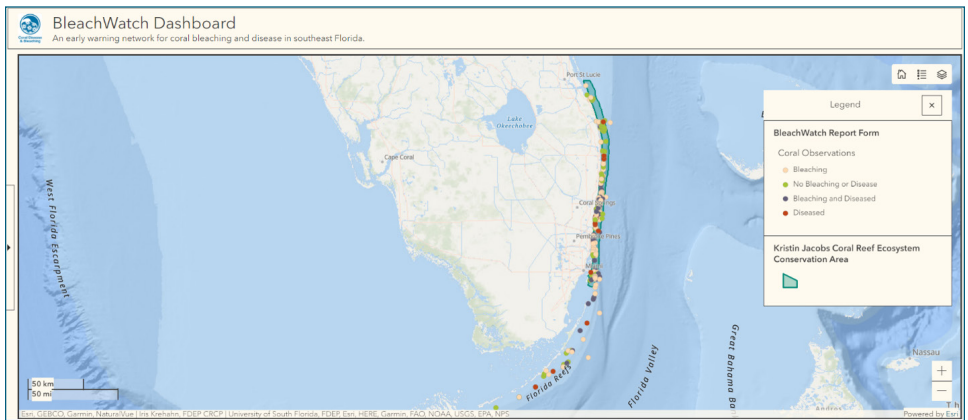 BleachWatch Dashboard
An early warning network for coral bleaching and disease in southeast Florida.
Coral Disease
& Bleaching
Port St Lucie
Lake
Okeechobee
Cape Coral
Coral Springs
Pembroke Pines
West Florida Escarpment
Florida Reefs
Florida Valley
Great Bahama Ba
Nassau
Legend
×
BleachWatch Report Form
Coral Observations
Bleaching
No Bleaching or Disease
Bleaching and Diseased
Diseased
Kristin Jacobs Coral Reef Ecosystem
Conservation Area
+
−
50 km
50 mi
T h
Esri, GEBCO, Garmin, NaturalVue | Iris Krehahn, FDEP CRCP | University of South Florida, FDEP, Esri, HERE, Garmin, FAO, NOAA, USGS, EPA, NPS
Powered by Esri